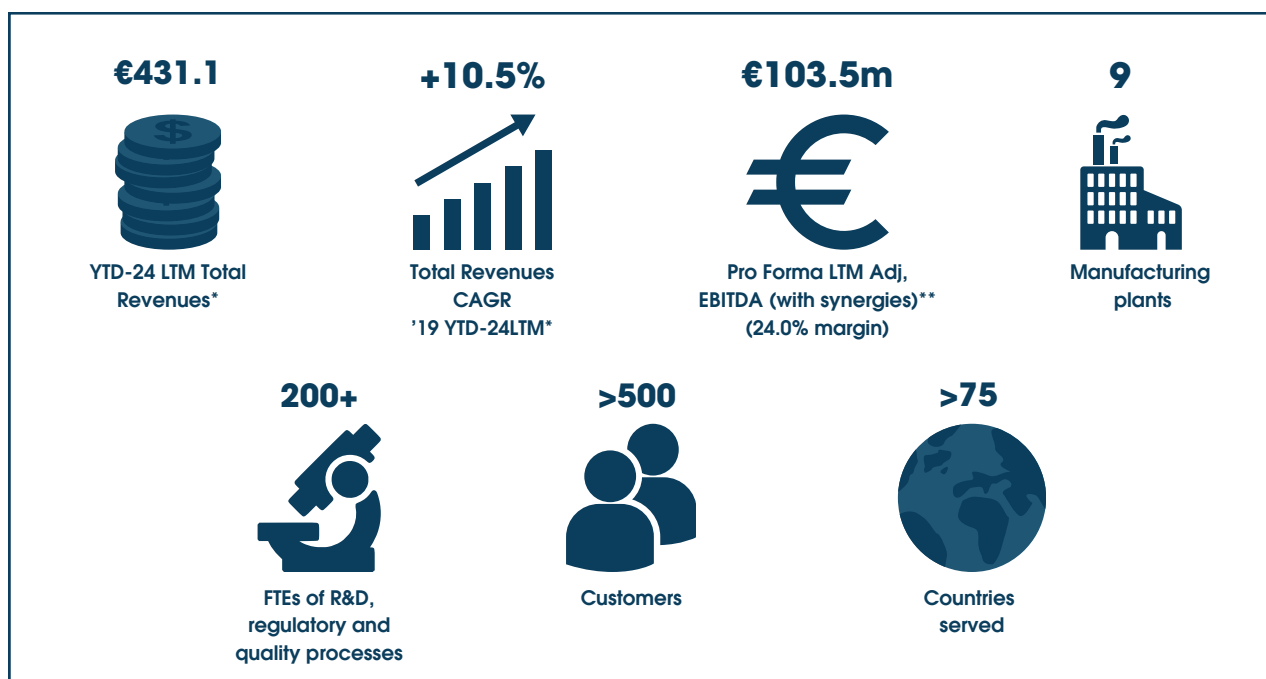 €431.1
+10.5%
€103.5m
9
$
YTD-24 LTM Total
Revenues*
Total Revenues
CAGR
’19 YTD-24LTM*
€
Pro Forma LTM Adj,
EBITDA (with synergies)**
(24.0% margin)
Manufacturing
plants
200+
>500
>75
FTEs of R&D,
regulatory and
quality processes
Customers
Countries
served